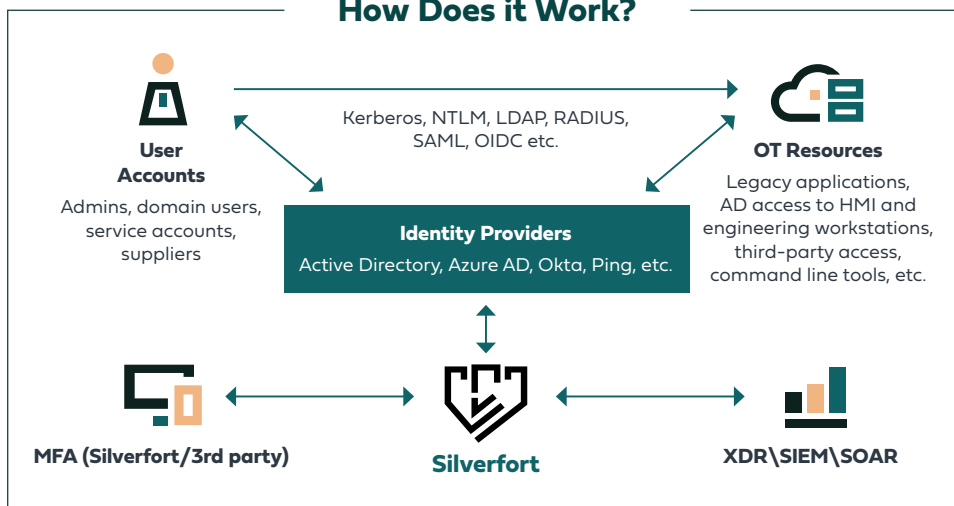 How Does it Work?
Kerberos, NTLM, LDAP, RADIUS,
SAML, OIDC etc.
User
Accounts
Admins, domain users,
service accounts,
suppliers
OT Resources
Legacy applications,
AD access to HMI and
engineering workstations,
third-party access,
command line tools, etc.
Identity Providers
Active Directory, Azure AD, Okta, Ping, etc.
MFA (Silverfort/3rd party)
Silverfort
XDR\SIEM\SOAR